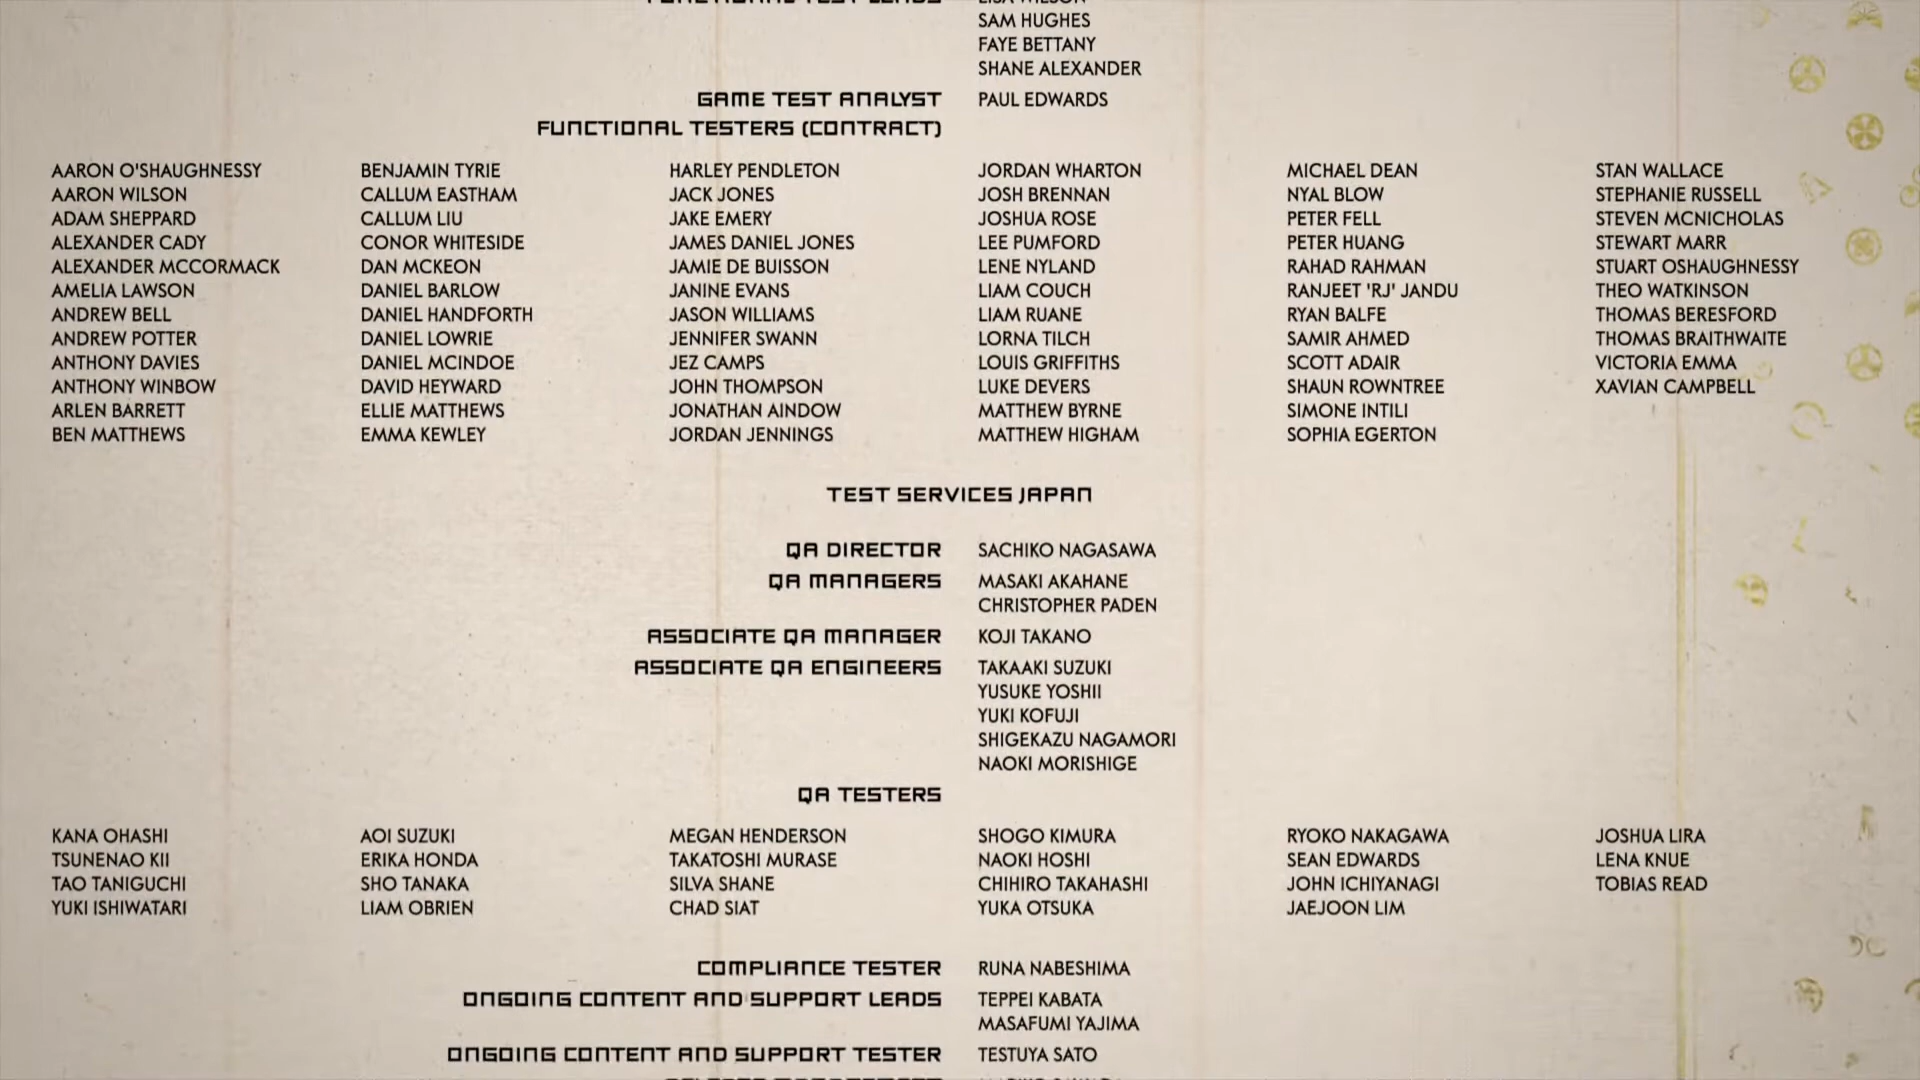 SAM HUGHES
FAYE BETTANY
SHANE ALEXANDER
GAME TEST ANALYST PAUL EDWARDS
FUNCTIONAL TESTERS (CONTRACT)
AARON O'SHAUGHNESSY BENJAMIN TYRIE HARLEY PENDLETON JORDAN WHARTON MICHAEL DEAN STAN WALLACE
AARON WILSON CALLUM EASTHAM JACK JONES JOSH BRENNAN NYAL BLOW STEPHANIE RUSSELL
ADAM SHEPPARD CALLUM LIU JAKE EMERY JOSHUA ROSE PETER FELL STEVEN MCNICHOLAS
ALEXANDER CADY CONOR WHITESIDE JAMES DANIEL JONES LEE PUMFORD PETER HUANG STEWART MARR
ALEXANDER MCCORMACK DAN MCKEON JAMIE DE BUISSON LENE NYLAND RAHAD RAHMAN STUART OSHAUGHNESSY
AMELIA LAWSON DANIEL BARLOW JANINE EVANS LIAM COUCH RANJEET 'RJ' JANDU THEO WATKINSON
ANDREW BELL DANIEL HANDFORTH JASON WILLIAMS LIAM RUANE RYAN BALFE THOMAS BERESFORD
ANDREW POTTER DANIEL LOWRIE JENNIFER SWANN LORNA TILCH SAMIR AHMED THOMAS BRAITHWAITE
ANTHONY DAVIES DANIEL MCINDOE JEZ CAMPS LOUIS GRIFFITHS SCOTT ADAIR VICTORIA EMMA
ANTHONY WINBOW DAVID HEYWARD JOHN THOMPSON LUKE DEVERS SHAUN ROWNTREE XAVIAN CAMPBELL
ARLEN BARRETT ELLIE MATTHEWS JONATHAN AINDOW MATTHEW BYRNE SIMONE INTILI
BEN MATTHEWS EMMA KEWLEY JORDAN JENNINGS MATTHEW HIGHAM SOPHIA EGERTON
TEST SERVICES JAPAN
QA DIRECTOR SACHIKO NAGASAWA
QA MANAGERS MASAKI AKAHANE
CHRISTOPHER PADEN
ASSOCIATE QA MANAGER KOJI TAKANO
ASSOCIATE QA ENGINEERS TAKAAKI SUZUKI
YUSUKE YOSHII
YUKI KOFUJI
SHIGEKAZU NAGAMORI
NAOKI MORISHIGE
QA TESTERS
KANA OHASHI AOI SUZUKI MEGAN HENDERSON SHOGO KIMURA RYOKO NAKAGAWA JOSHUA LIRA
TSUNENAO KII ERIKA HONDA TAKATOSHI MURASE NAOKI HOSHI SEAN EDWARDS LENA KNUE
TAO TANIGUCHI SHO TANAKA SILVA SHANE CHIHIRO TAKAHASHI JOHN ICHIYANAGI TOBIAS READ
YUKI ISHIWATARI LIAM OBRIEN CHAD SIAT YUKA OTSUKA JAEJOON LIM
COMPLIANCE TESTER RUNA NABESHIMA
ONGOING CONTENT AND SUPPORT LEADS TEPPEI KABATA
MASAFUMI YAJIMA
ONGOING CONTENT AND SUPPORT TESTER TESTUYA SATO